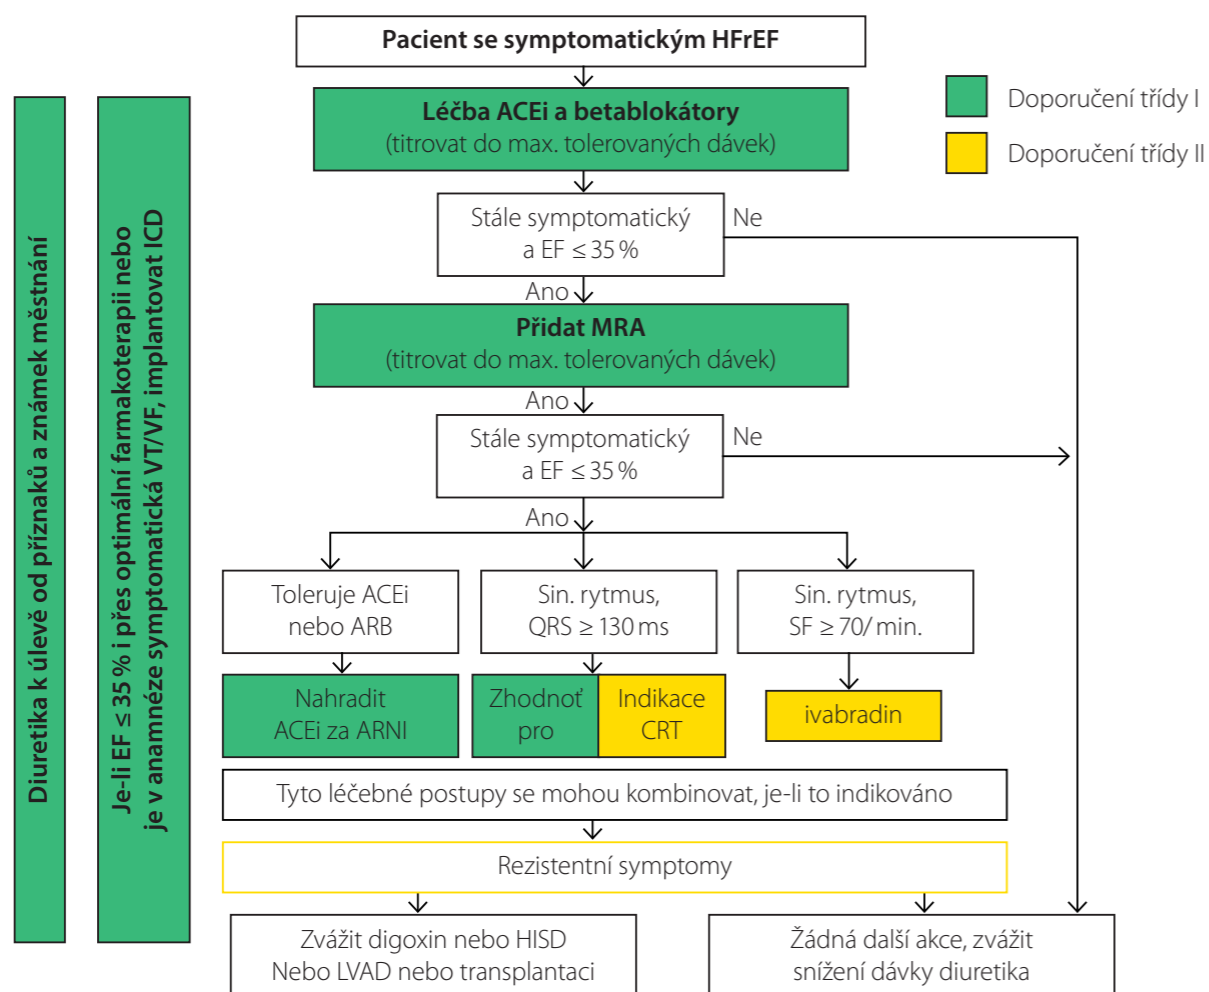 Pacient se symptomatickým HFrEF
Léčba ACEi a betablokátory
(titrovat do max. tolerovaných dávek)
Doporučení třídy I
Doporučení třídy II
Diuretika k úlevě od příznaků a známek městnání
Je-li EF ≤ 35 % i přes optimální farmakoterapii nebo
je v anamnéze symptomatická VT/VF, implantovat ICD
Stále symptomatický
a EF ≤ 35 %
Ne
Ano
Přidat MRA
(titrovat do max. tolerovaných dávek)
Ano
Stále symptomatický
a EF ≤ 35 %
Ne
Ano
Toleruje ACEi
nebo ARB
Sin. rytmus,
QRS ≥ 130 ms
Sin. rytmus,
SF ≥ 70/ min.
Nahradit
ACEi za ARNI
Zhodnoť
pro
Indikace
CRT
ivabradin
Tyto léčebné postupy se mohou kombinovat, je-li to indikováno
Rezistentní symptomy
Zvážit digoxin nebo HISD
Nebo LVAD nebo transplantaci
Žádná další akce, zvážit
snížení dávky diuretika